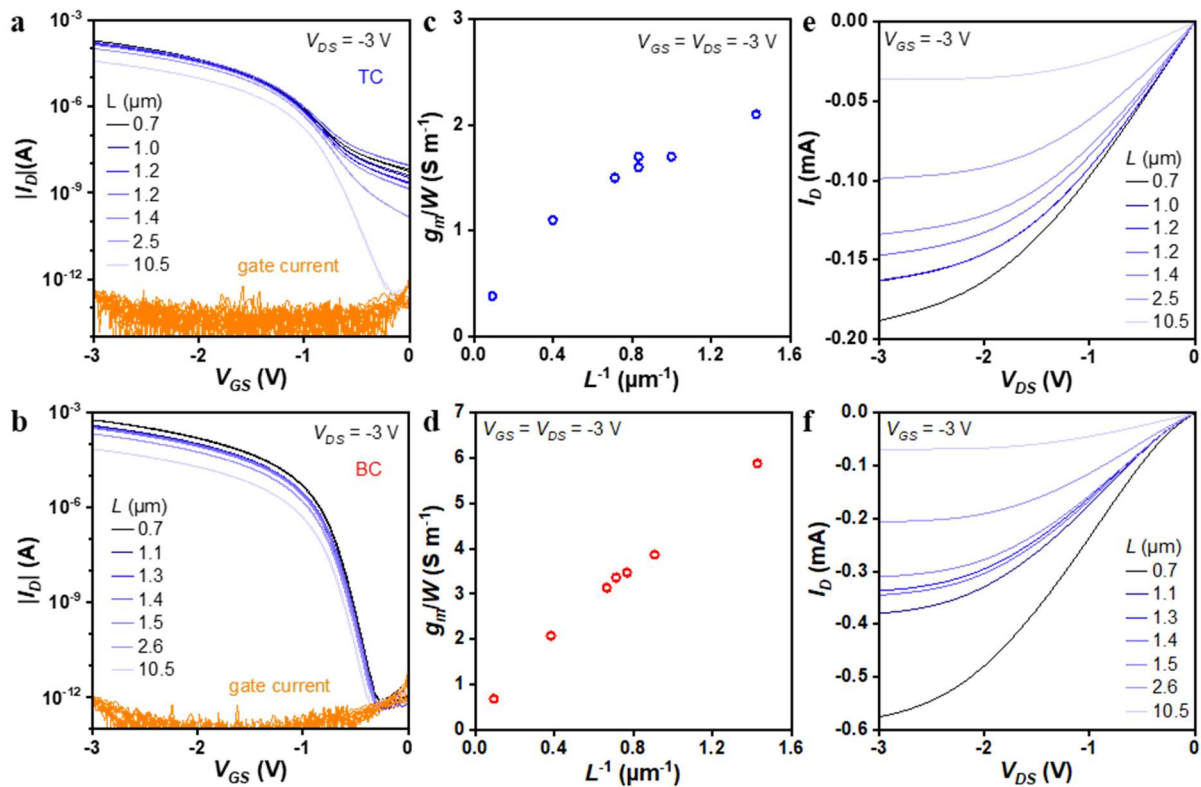 a
V_DS = -3 V
TC
L (µm)
0.7
1.0
1.2
1.2
1.4
2.5
10.5
gate current
10⁻³
10⁻⁶
10⁻⁹
10⁻¹²
|I_D|(A)
-3
-2
-1
0
V_GS (V)
c
V_GS = V_DS = -3 V
3
2
1
0
g_m/W (S m⁻¹)
0.0
0.4
0.8
1.2
1.6
L⁻¹ (µm⁻¹)
e
V_GS = -3 V
0.00
-0.05
-0.10
-0.15
-0.20
I_D (mA)
L (µm)
0.7
1.0
1.2
1.2
1.4
2.5
10.5
-3
-2
-1
0
V_DS (V)
b
V_DS = -3 V
BC
L (µm)
0.7
1.1
1.3
1.4
1.5
2.6
10.5
gate current
10⁻³
10⁻⁶
10⁻⁹
10⁻¹²
|I_D| (A)
-3
-2
-1
0
V_GS (V)
d
V_GS = V_DS = -3 V
7
6
5
4
3
2
1
0
g_m/W (S m⁻¹)
0.0
0.4
0.8
1.2
1.6
L⁻¹ (µm⁻¹)
f
V_GS = -3 V
0.0
-0.1
-0.2
-0.3
-0.4
-0.5
-0.6
I_D (mA)
L (µm)
0.7
1.1
1.3
1.4
1.5
2.6
10.5
-3
-2
-1
0
V_DS (V)